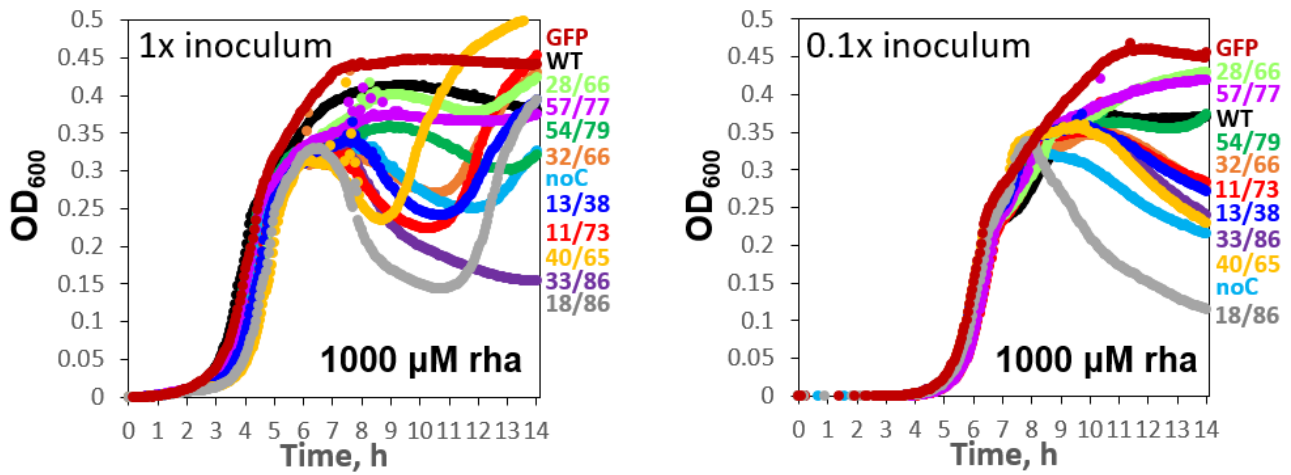 1x inoculum
OD600
0.5
0.45
0.4
0.35
0.3
0.25
0.2
0.15
0.1
0.05
0
GFP
WT
28/66
57/77
54/79
32/66
noC
13/38
11/73
40/65
33/86
18/86
1000 µM rha
0 1 2 3 4 5 6 7 8 9 10 11 12 13 14
Time, h
0.1x inoculum
OD600
0.5
0.45
0.4
0.35
0.3
0.25
0.2
0.15
0.1
0.05
0
GFP
28/66
57/77
WT
54/79
32/66
11/73
13/38
33/86
40/65
noC
18/86
1000 µM rha
0 1 2 3 4 5 6 7 8 9 10 11 12 13 14
Time, h